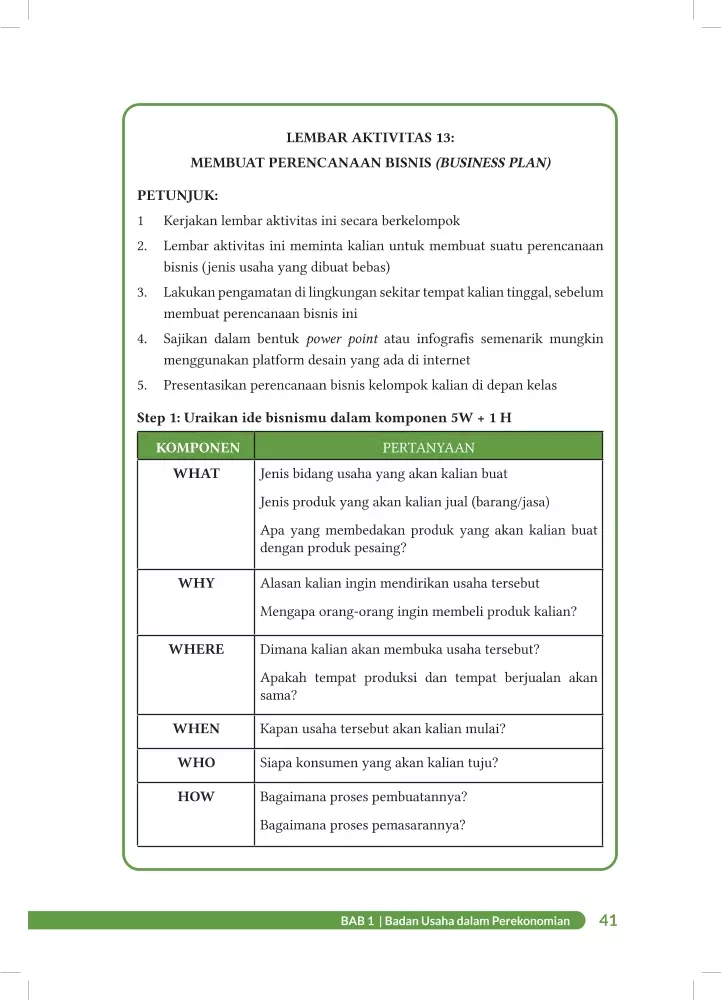 LEMBAR AKTIVITAS 13:
MEMBUAT PERENCANAAN BISNIS (BUSINESS PLAN)
PETUNJUK:
1 Kerjakan lembar aktivitas ini secara berkelompok
2. Lembar aktivitas ini meminta kalian untuk membuat suatu perencanaan
bisnis (jenis usaha yang dibuat bebas)
3. Lakukan pengamatan di lingkungan sekitar tempat kalian tinggal, sebelum
membuat perencanaan bisnis ini
4. Sajikan dalam bentuk power point atau infografis semenarik mungkin
menggunakan platform desain yang ada di internet
5. Presentasikan perencanaan bisnis kelompok kalian di depan kelas
Step 1: Uraikan ide bisnismu dalam komponen 5W + 1 H
KOMPONEN PERTANYAAN
WHAT Jenis bidang usaha yang akan kalian buat
Jenis produk yang akan kalian jual (barang/jasa)
Apa yang membedakan produk yang akan kalian buat
dengan produk pesaing?
WHY Alasan kalian ingin mendirikan usaha tersebut
Mengapa orang-orang ingin membeli produk kalian?
WHERE Dimana kalian akan membuka usaha tersebut?
Apakah tempat produksi dan tempat berjualan akan
sama?
WHEN Kapan usaha tersebut akan kalian mulai?
WHO Siapa konsumen yang akan kalian tuju?
HOW Bagaimana proses pembuatannya?
Bagaimana proses pemasarannya?
BAB 1 | Badan Usaha dalam Perekonomian 41